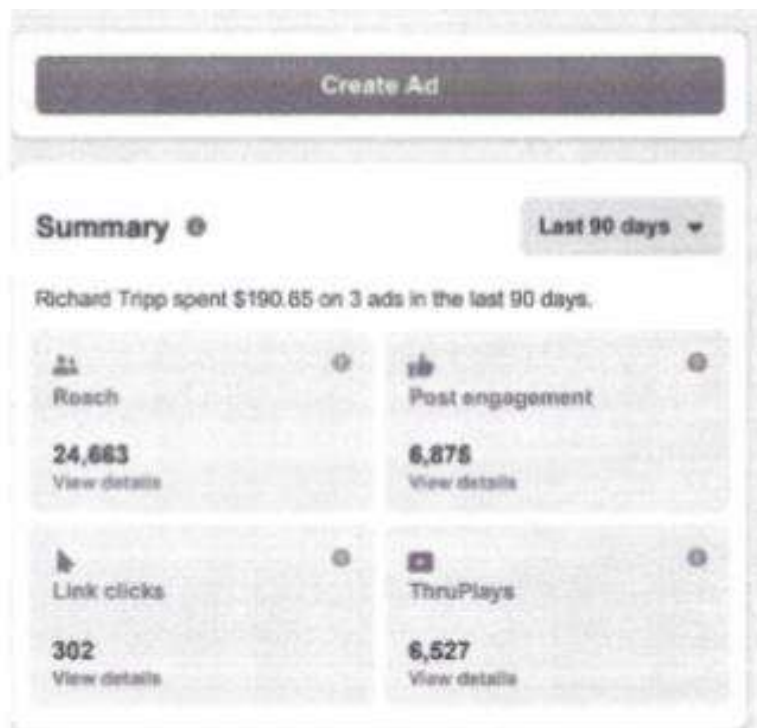 Create Ad
Summary
Last 90 days
Richard Tripp spent $190.65 on 3 ads in the last 90 days.
Reach
24,663
View details
Post engagement
6,875
View details
Link clicks
302
View details
ThruPlays
6,527
View details